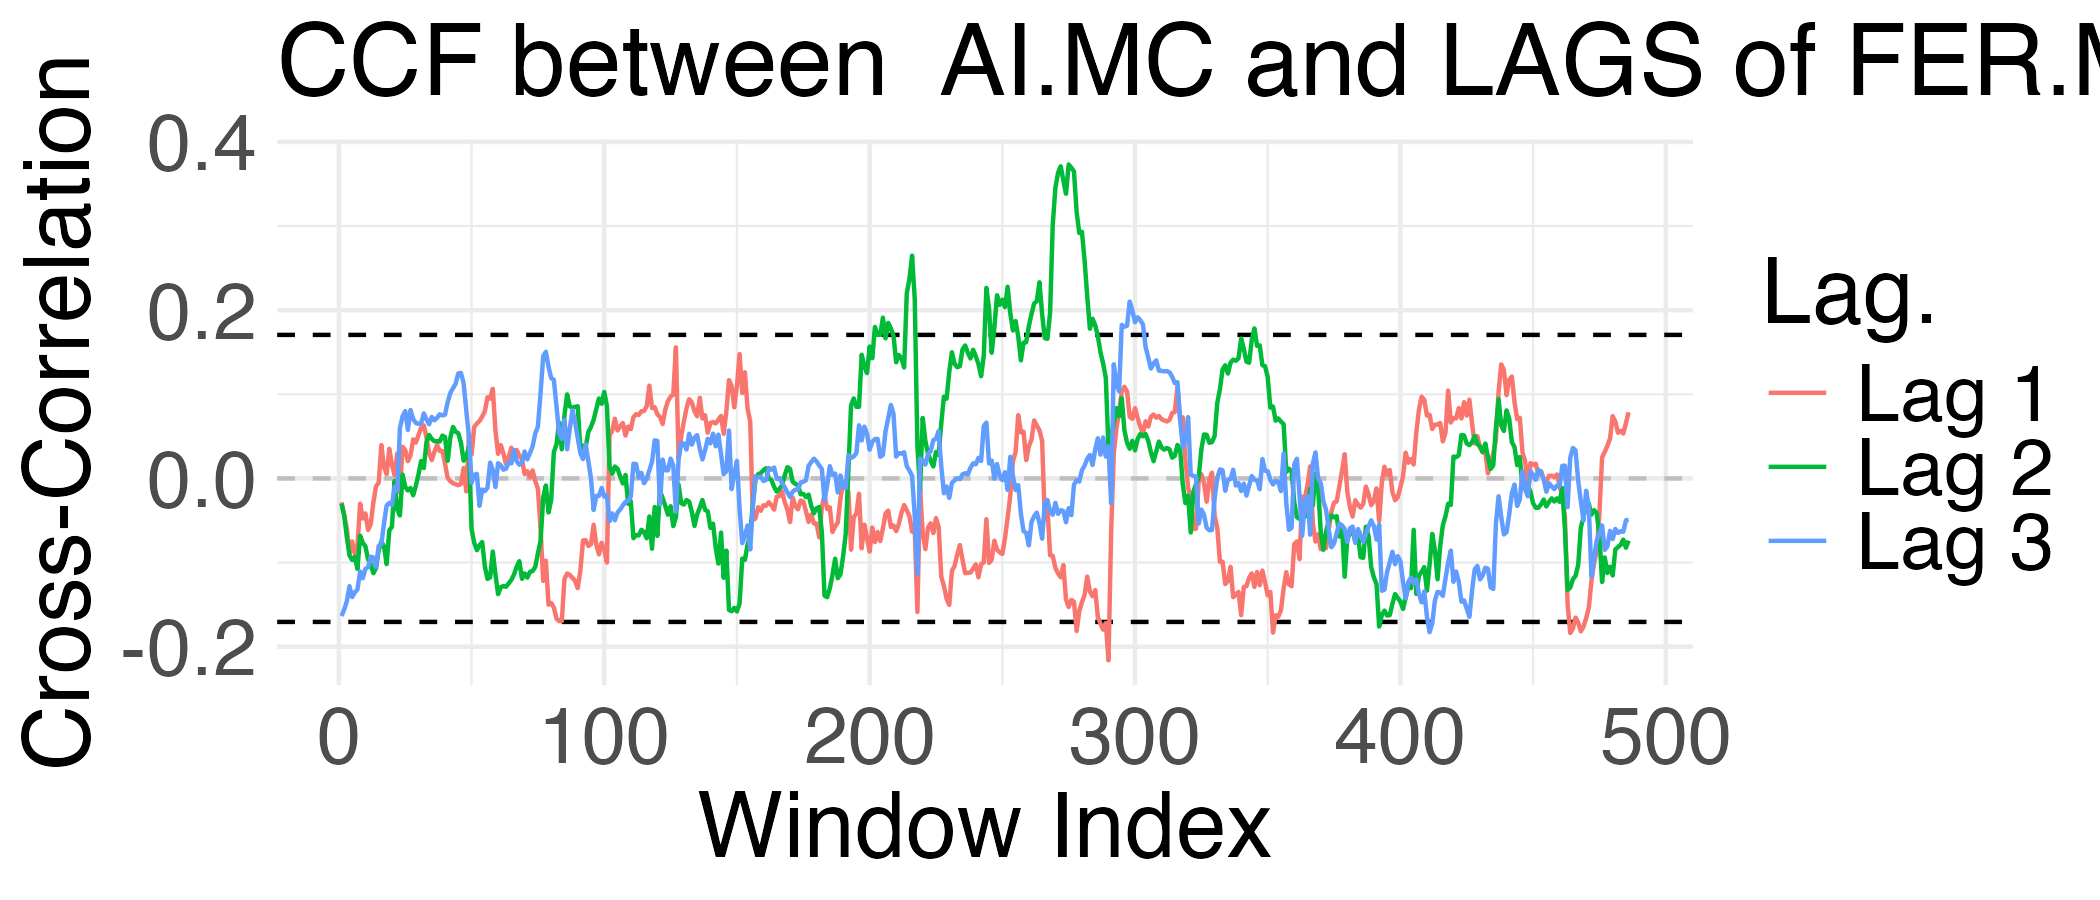 CCF between  AI.MC and LAGS of FER.M
Cross-Correlation
0.4
0.2
0.0
-0.2
0
100
200
300
400
500
Window Index
Lag.
Lag 1
Lag 2
Lag 3